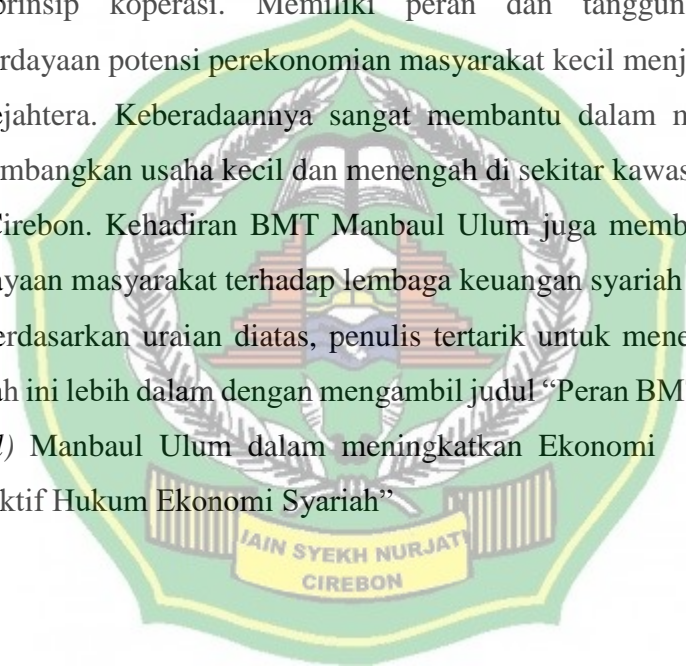 prinsip koperasi. Memiliki peran dan tanggun
rdayaan potensi perekonomian masyarakat kecil menj
ejahtera. Keberadaannya sangat membantu dalam m
mbangkan usaha kecil dan menengah di sekitar kawas
Cirebon. Kehadiran BMT Manbaul Ulum juga memb
ayaan masyarakat terhadap lembaga keuangan syariah
erdasarkan uraian diatas, penulis tertarik untuk mene
ah ini lebih dalam dengan mengambil judul “Peran BM
l) Manbaul Ulum dalam meningkatkan Ekonomi
ktif Hukum Ekonomi Syariah”
IAIN SYEKH NURJATI
CIREBON